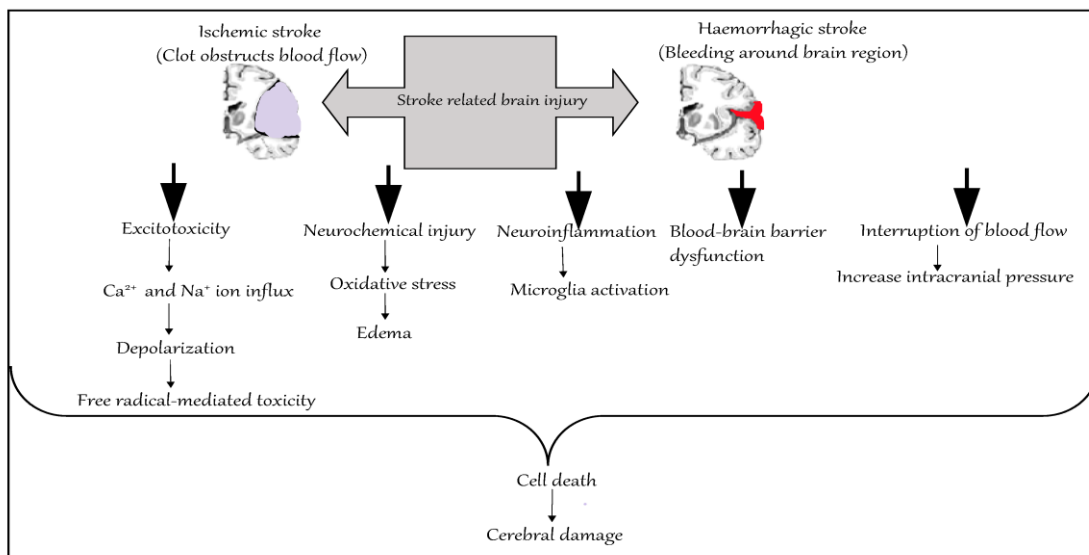 Ischemic stroke
(Clot obstructs blood flow)
Haemorrhagic stroke
(Bleeding around brain region)
Stroke related brain injury
Excitotoxicity
Ca²⁺ and Na⁺ ion influx
Depolarization
Free radical-mediated toxicity
Neurochemical injury
Oxidative stress
Edema
Neuroinflammation
Microglia activation
Blood-brain barrier
dysfunction
Interruption of blood flow
Increase intracranial pressure
Cell death
Cerebral damage